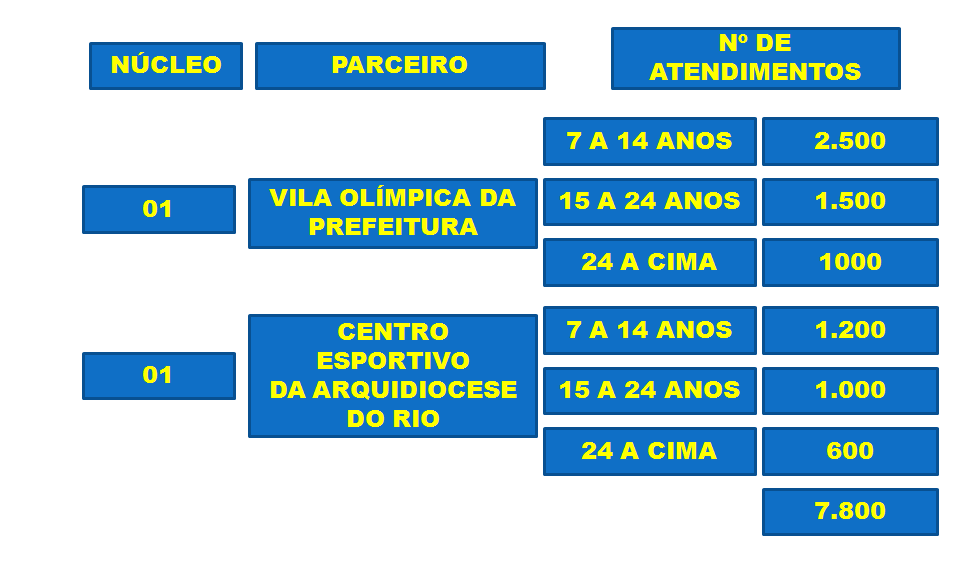 NÚCLEO
PARCEIRO
Nº DE
ATENDIMENTOS
01
VILA OLÍMPICA DA
PREFEITURA
7 A 14 ANOS
2.500
15 A 24 ANOS
1.500
24 A CIMA
1000
01
CENTRO
ESPORTIVO
DA ARQUIDIOCESE
DO RIO
7 A 14 ANOS
1.200
15 A 24 ANOS
1.000
24 A CIMA
600
7.800